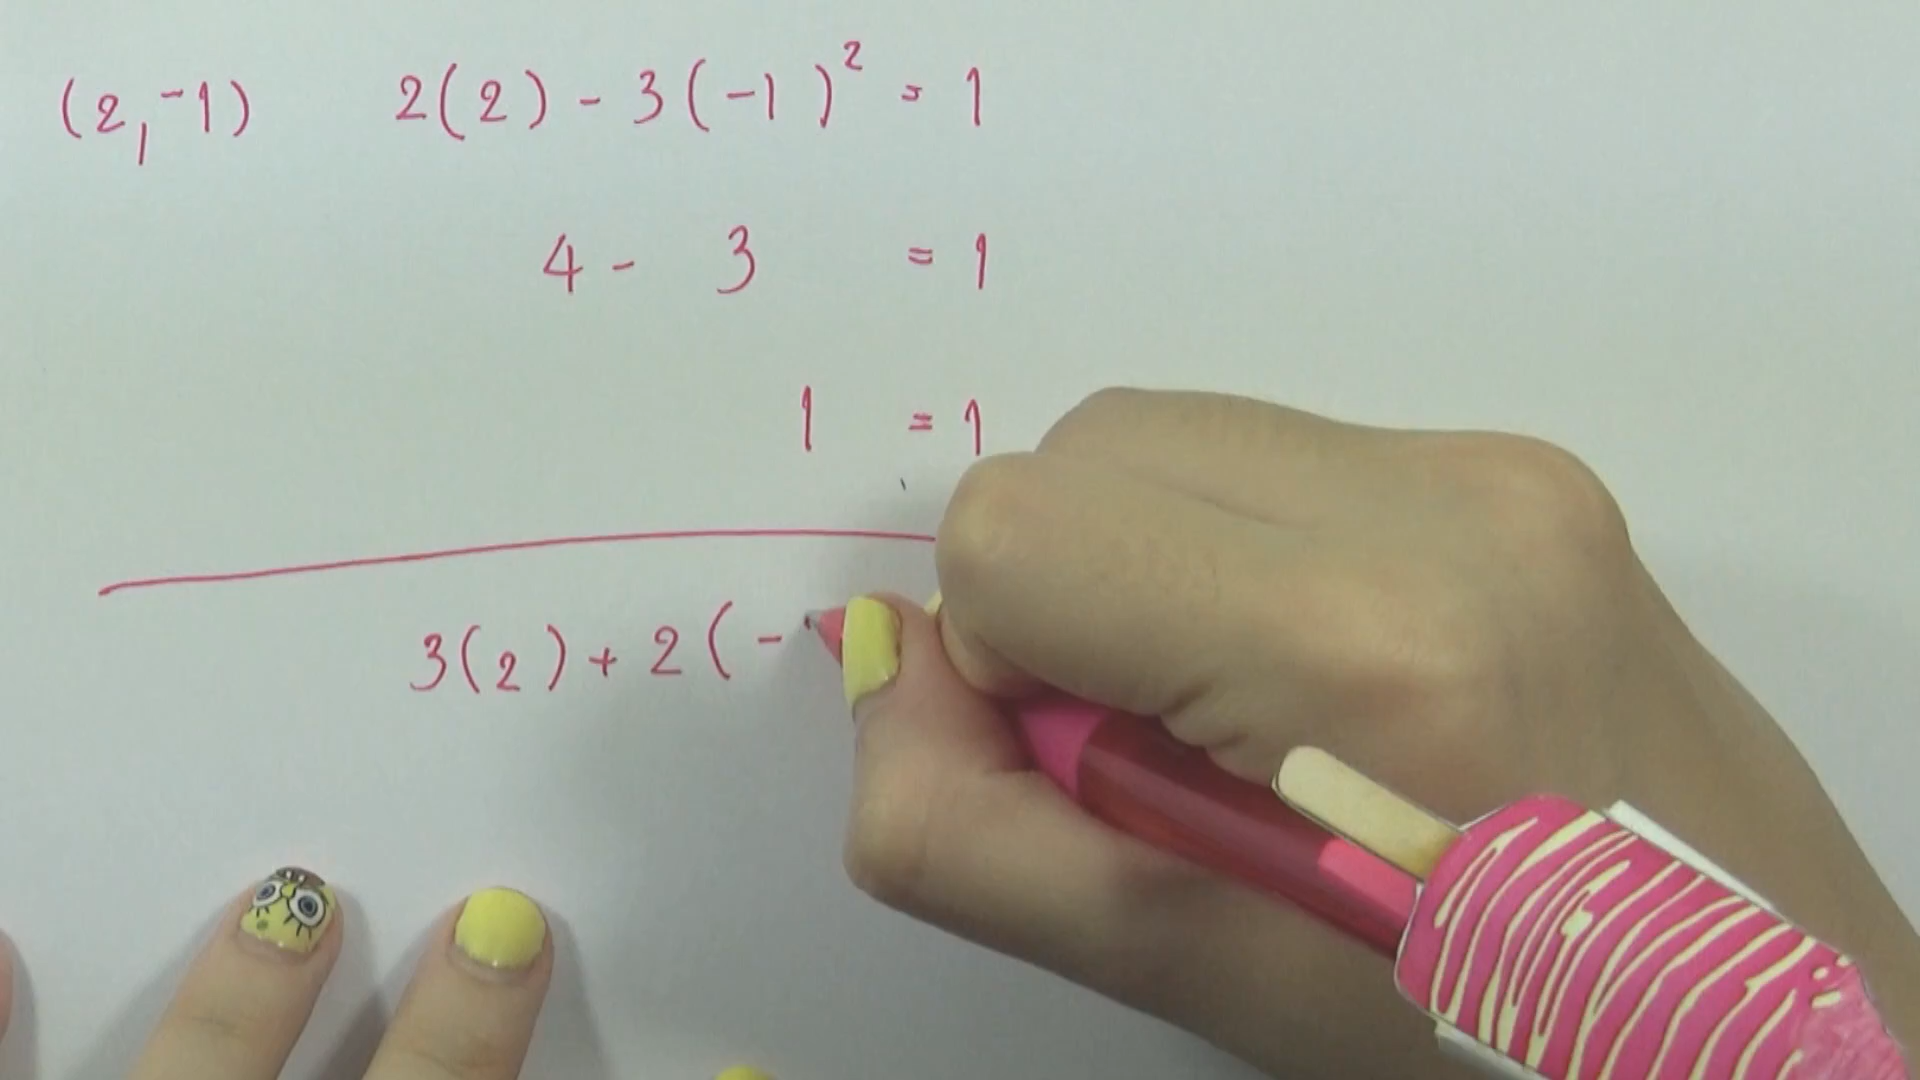 (2, -1) 2(2) - 3(-1)² = 1
4 - 3 = 1
1 = 1
3(2) + 2(-